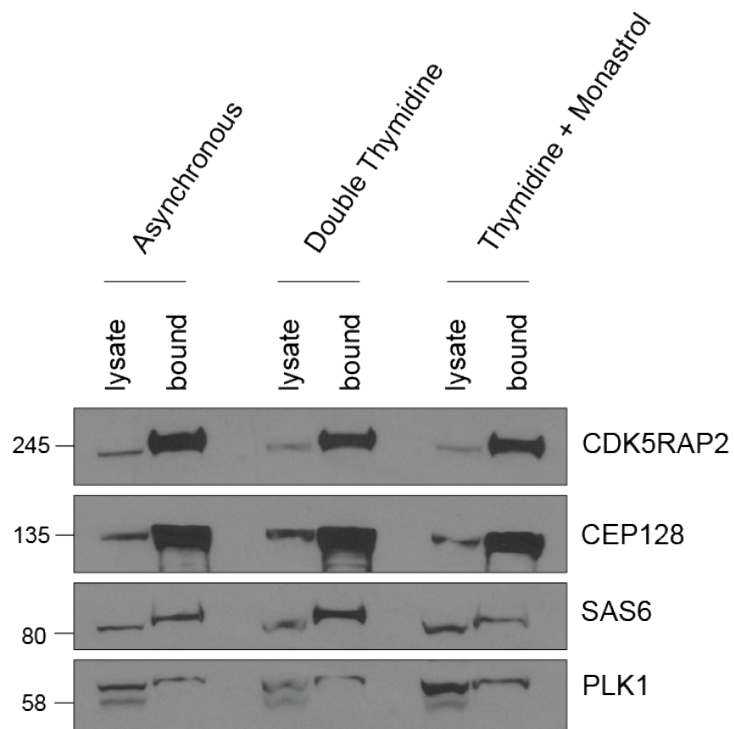 Asynchronous
Double Thymidine
Thymidine + Monastrol
lysate
bound
lysate
bound
lysate
bound
245
CDK5RAP2
135
CEP128
80
SAS6
58
PLK1